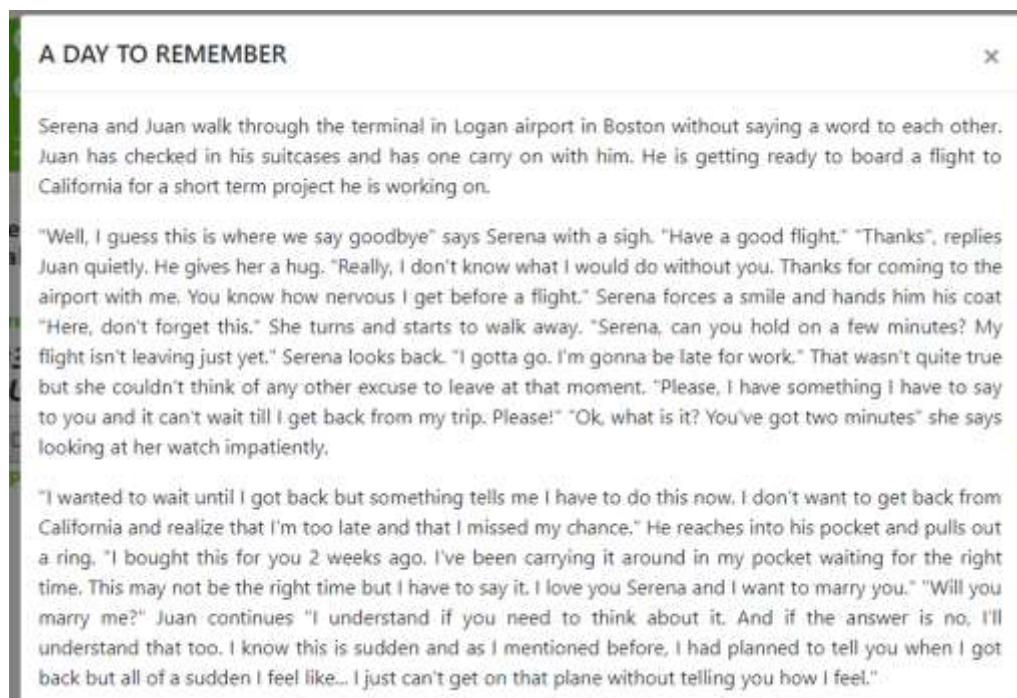 A DAY TO REMEMBER
×
Serena and Juan walk through the terminal in Logan airport in Boston without saying a word to each other.
Juan has checked in his suitcases and has one carry on with him. He is getting ready to board a flight to
California for a short term project he is working on.
"Well, I guess this is where we say goodbye" says Serena with a sigh. "Have a good flight." "Thanks", replies
Juan quietly. He gives her a hug. "Really, I don't know what I would do without you. Thanks for coming to the
airport with me. You know how nervous I get before a flight." Serena forces a smile and hands him his coat
"Here, don't forget this." She turns and starts to walk away. "Serena, can you hold on a few minutes? My
flight isn't leaving just yet." Serena looks back. "I gotta go. I'm gonna be late for work." That wasn't quite true
but she couldn't think of any other excuse to leave at that moment. "Please, I have something I have to say
to you and it can't wait till I get back from my trip. Please!" "Ok, what is it? You've got two minutes" she says
looking at her watch impatiently.
"I wanted to wait until I got back but something tells me I have to do this now. I don't want to get back from
California and realize that I'm too late and that I missed my chance." He reaches into his pocket and pulls out
a ring. "I bought this for you 2 weeks ago. I've been carrying it around in my pocket waiting for the right
time. This may not be the right time but I have to say it. I love you Serena and I want to marry you." "Will you
marry me?" Juan continues "I understand if you need to think about it. And if the answer is no, I'll
understand that too. I know this is sudden and as I mentioned before, I had planned to tell you when I got
back but all of a sudden I feel like... I just can't get on that plane without telling you how I feel."